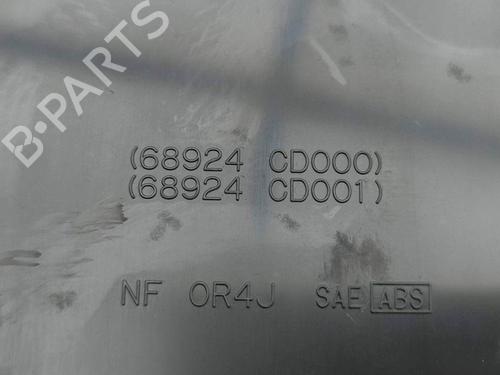 B-PARTS
(68924 CD000)
(68924 CD001)
NF 0R4J SAE ABS